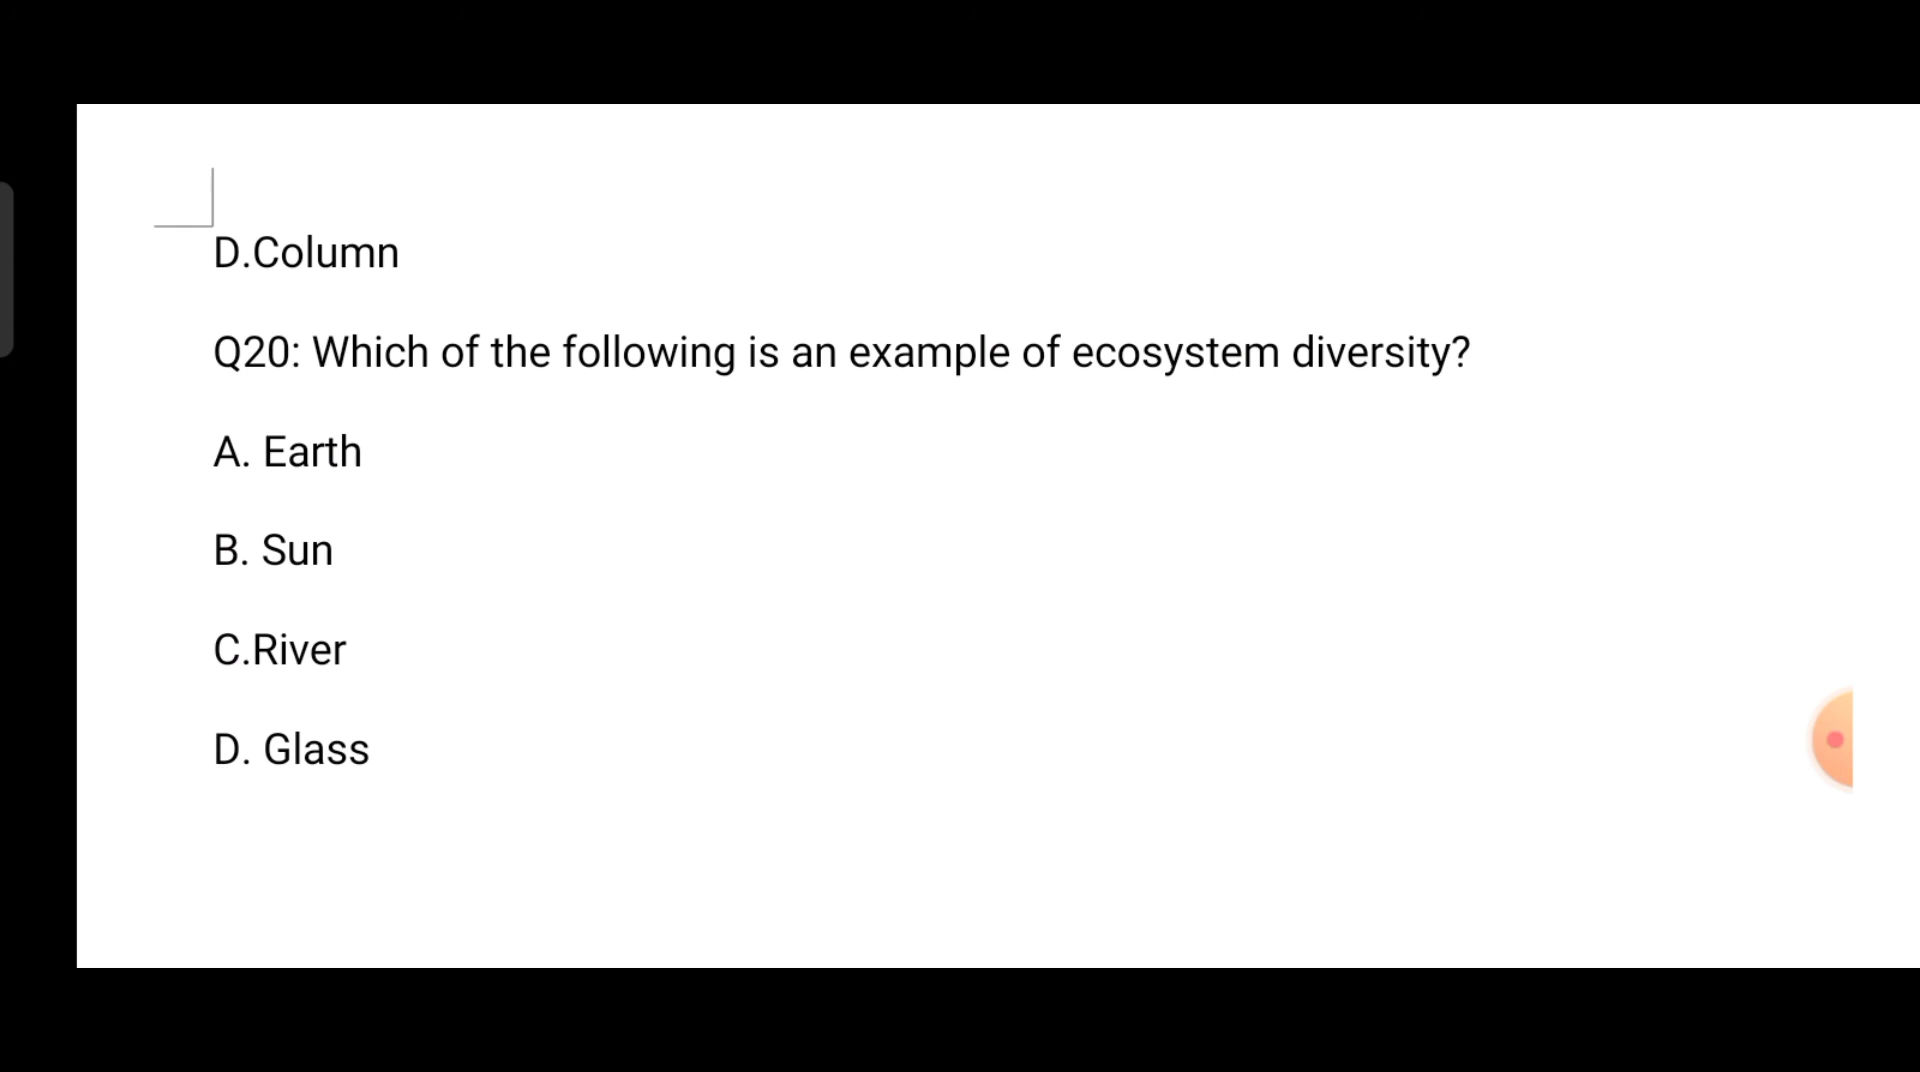 D.Column
Q20: Which of the following is an example of ecosystem diversity?
A. Earth
B. Sun
C.River
D. Glass